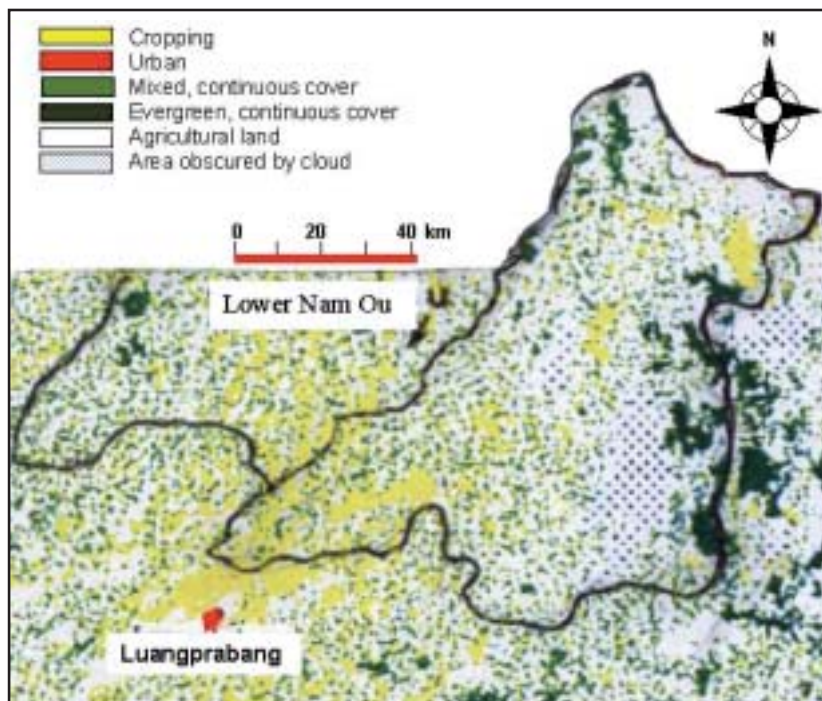 Cropping
Urban
Mixed, continuous cover
Evergreen, continuous cover
Agricultural land
Area obscured by cloud
N
0 20 40 km
Lower Nam Ou
Luangprabang